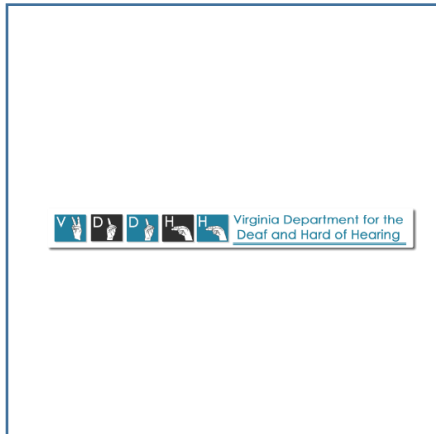 V D D H H
Virginia Department for the
Deaf and Hard of Hearing